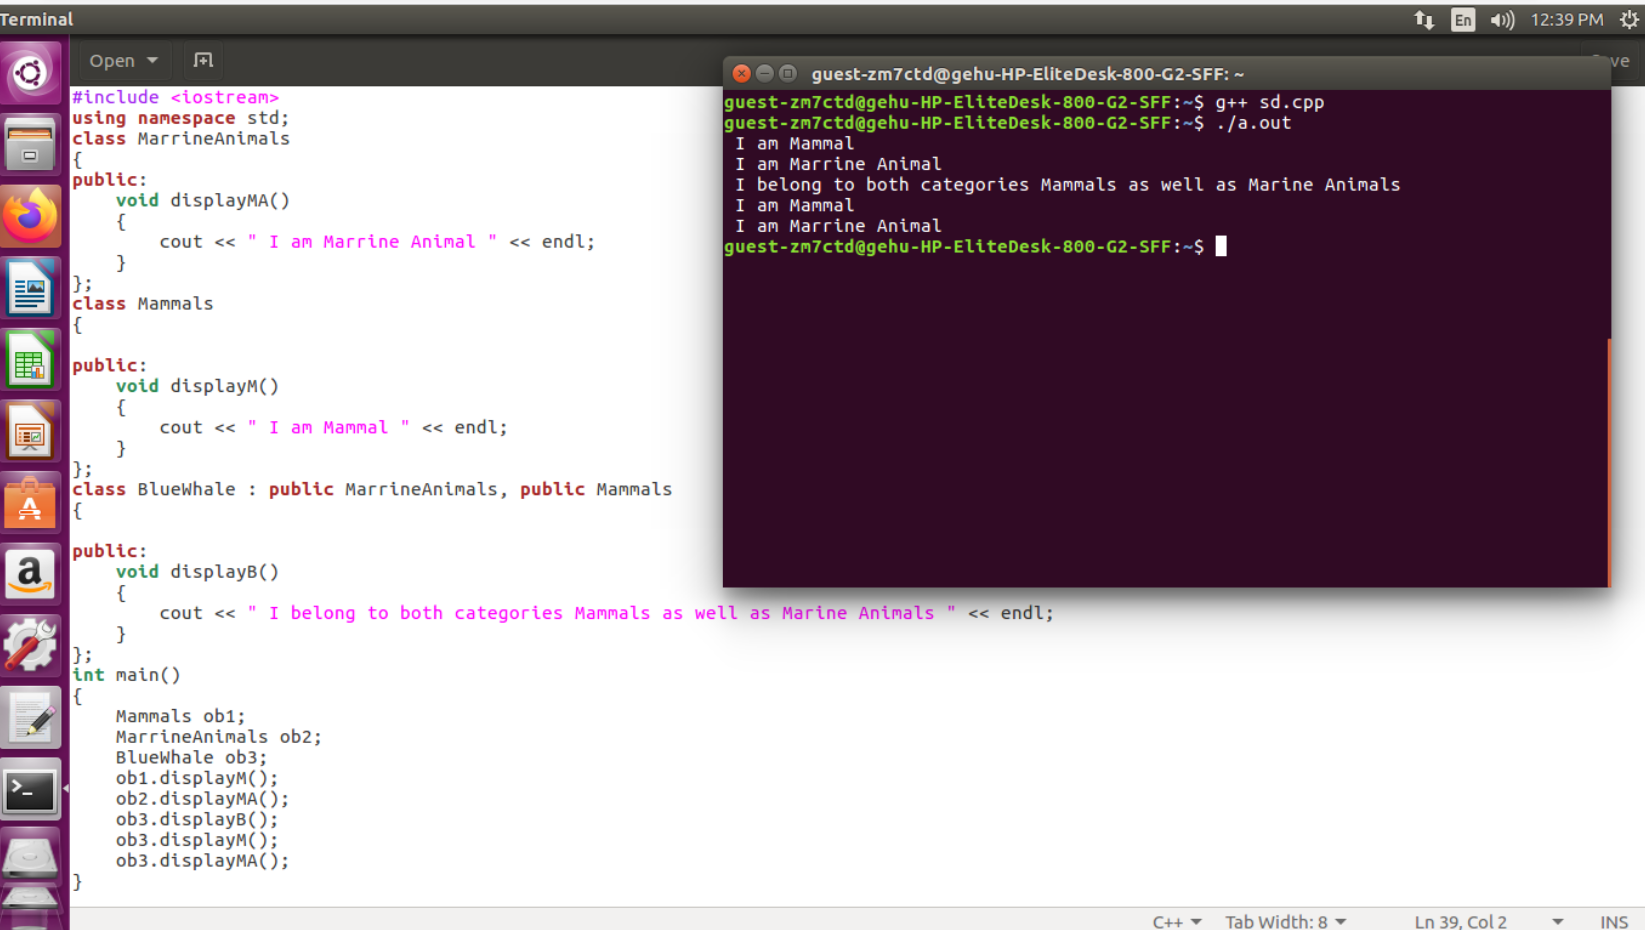 Terminal
En
12:39 PM
Open
ve
#include <iostream>
using namespace std;
class MarrineAnimals
{
public:
    void displayMA()
    {
        cout << " I am Marrine Animal " << endl;
    }
};
class Mammals
{

public:
    void displayM()
    {
        cout << " I am Mammal " << endl;
    }
};
class BlueWhale : public MarrineAnimals, public Mammals
{

public:
    void displayB()
    {
        cout << " I belong to both categories Mammals as well as Marine Animals " << endl;
    }
};
int main()
{
    Mammals ob1;
    MarrineAnimals ob2;
    BlueWhale ob3;
    ob1.displayM();
    ob2.displayMA();
    ob3.displayB();
    ob3.displayM();
    ob3.displayMA();
}
guest-zm7ctd@gehu-HP-EliteDesk-800-G2-SFF: ~
guest-zm7ctd@gehu-HP-EliteDesk-800-G2-SFF:~$ g++ sd.cpp
guest-zm7ctd@gehu-HP-EliteDesk-800-G2-SFF:~$ ./a.out
 I am Mammal
 I am Marrine Animal
 I belong to both categories Mammals as well as Marine Animals
 I am Mammal
 I am Marrine Animal
guest-zm7ctd@gehu-HP-EliteDesk-800-G2-SFF:~$
C++ Tab Width: 8 Ln 39, Col 2 INS